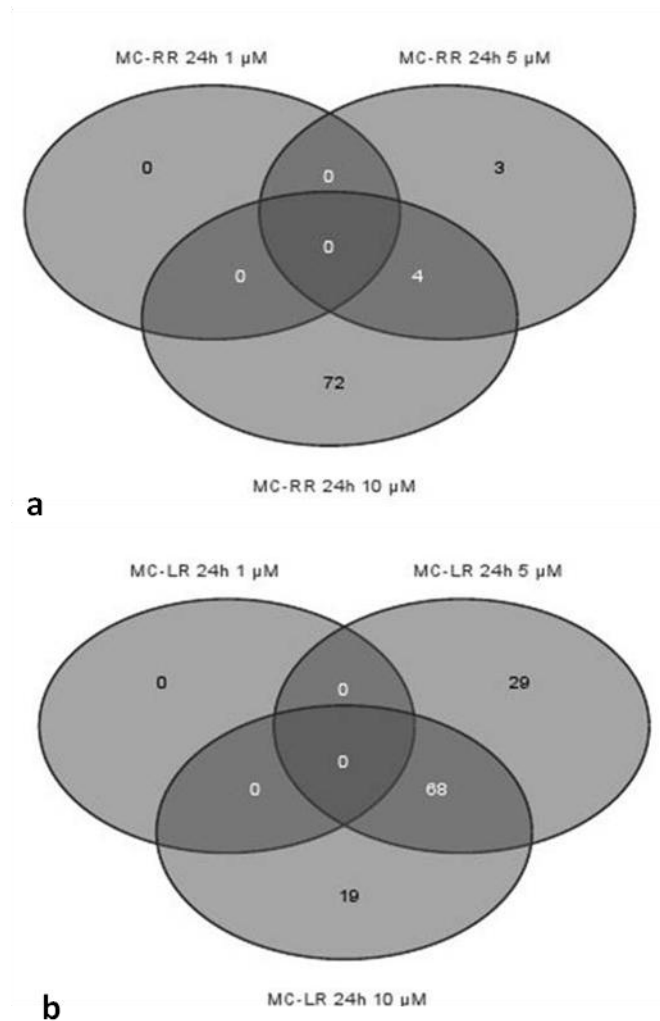 MC-RR 24h 1 µM MC-RR 24h 5 µM
0 3
0
0
0 4
72
MC-RR 24h 10 µM
a
MC-LR 24h 1 µM MC-LR 24h 5 µM
0 29
0
0
0 68
19
MC-LR 24h 10 µM
b